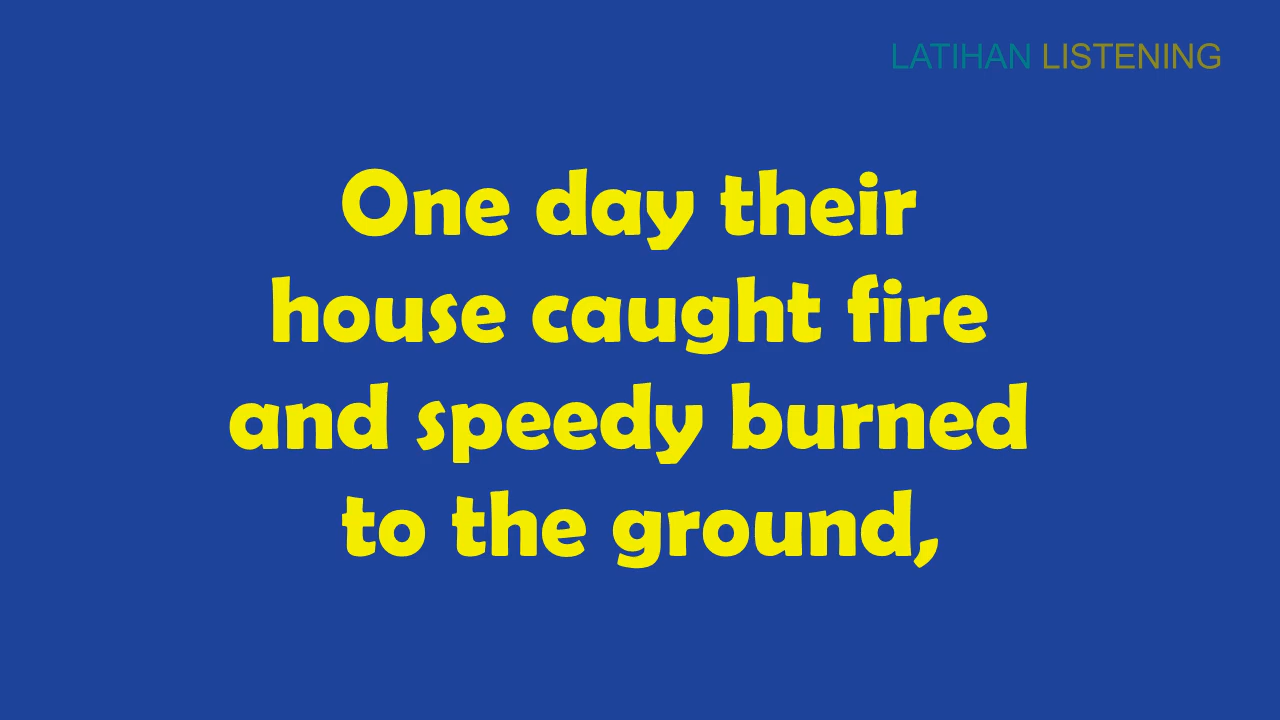 LATIHAN LISTENING
One day their
house caught fire
and speedy burned
to the ground,